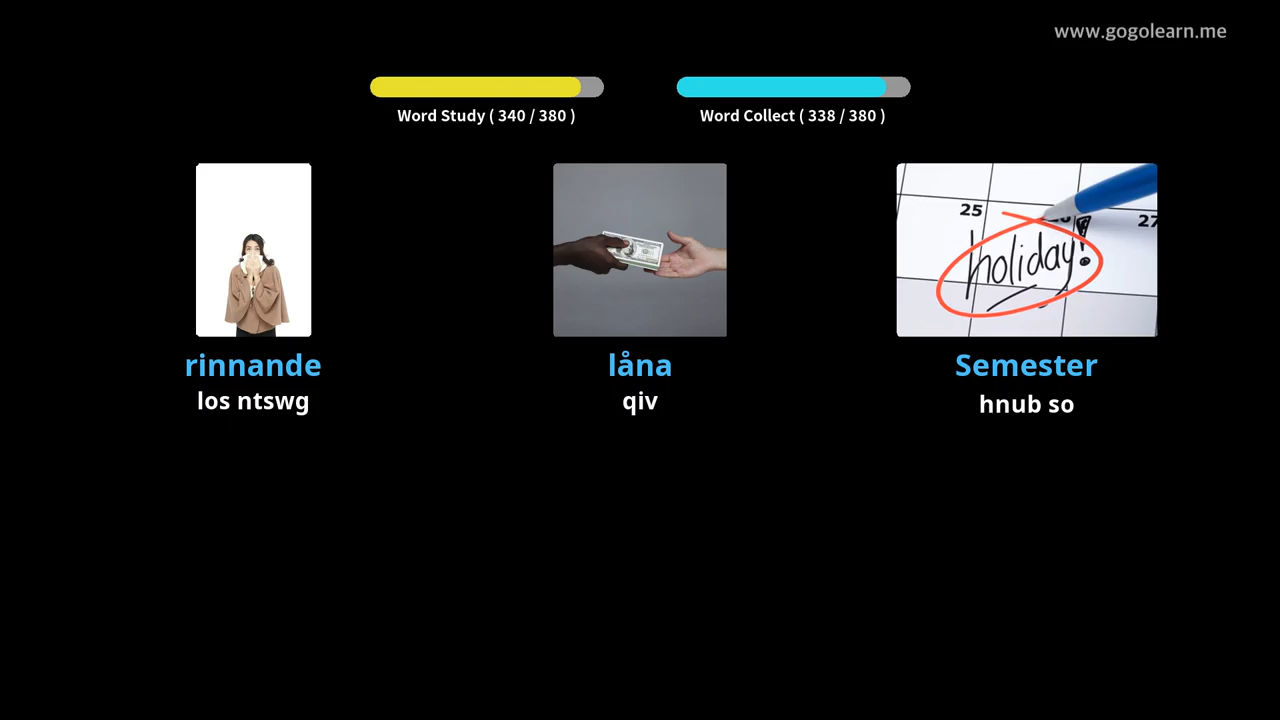 www.gogolearn.me
Word Study ( 340 / 380 )
Word Collect ( 338 / 380 )
25
27
holiday!
rinnande
låna
Semester
los ntswg
qiv
hnub so